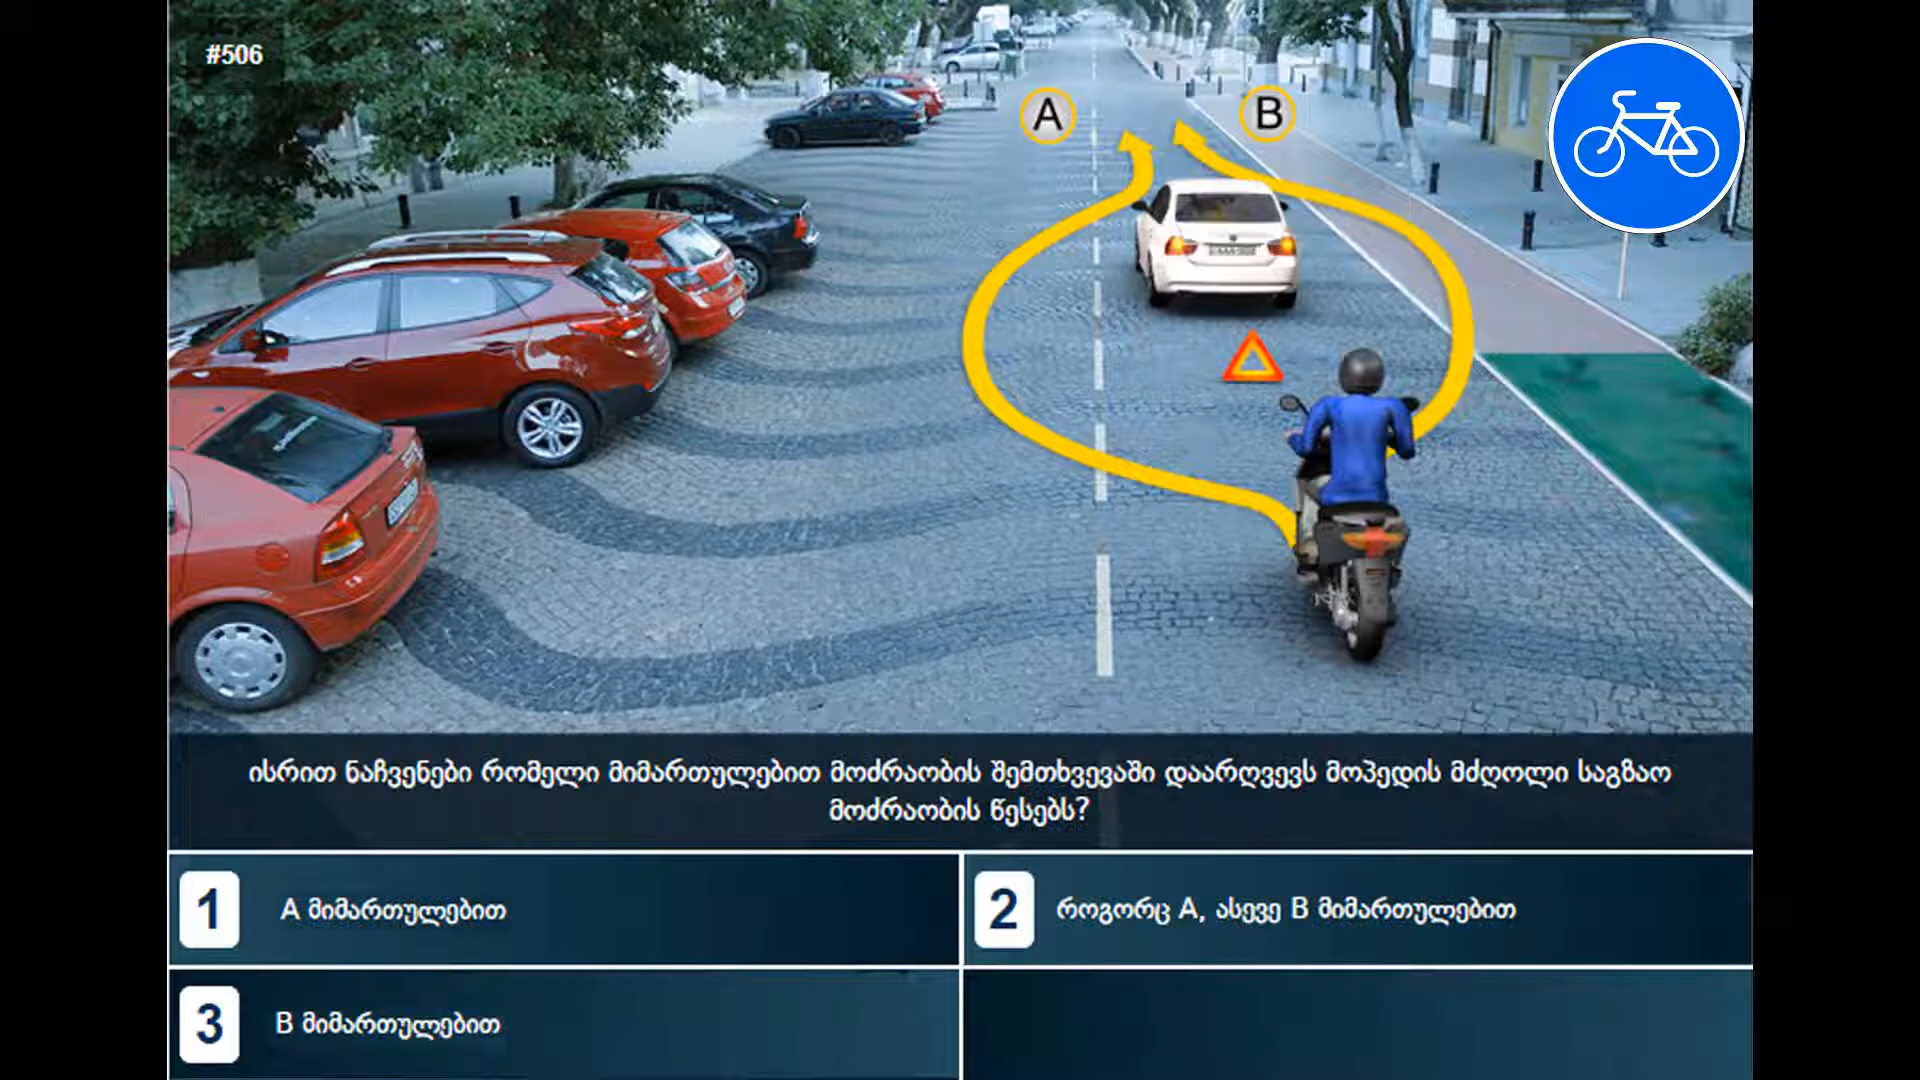 #506
A
B
ისრით ნაჩვენები რომელი მიმართულებით მოძრაობის შემთხვევაში დაარღვევს მოპედის მძღოლი საგზაო
მოძრაობის წესებს?
1 A მიმართულებით
2 როგორც A, ასევე B მიმართულებით
3 B მიმართულებით